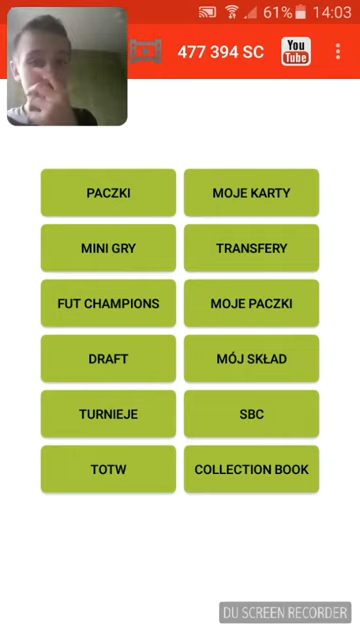 61% 14:03
477 394 SC
You
Tube
PACZKI
MOJE KARTY
MINI GRY
TRANSFERY
FUT CHAMPIONS
MOJE PACZKI
DRAFT
MÓJ SKŁAD
TURNIEJE
SBC
TOTW
COLLECTION BOOK
DU SCREEN RECORDER